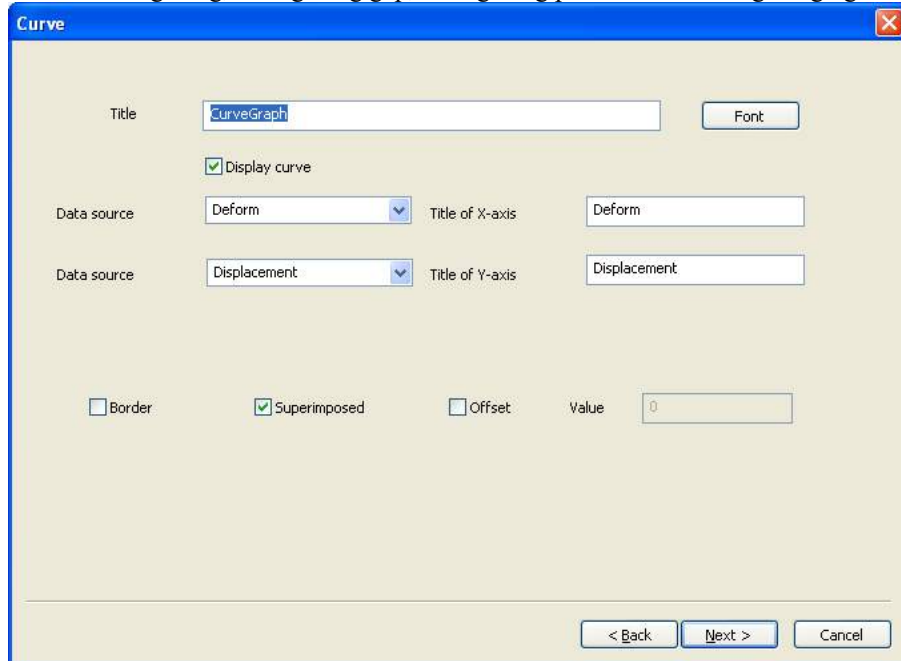 Curve
Title CurveGraph Font
Display curve
Data source Deform Title of X-axis Deform
Data source Displacement Title of Y-axis Displacement
Border Superimposed Offset Value 0
< Back Next > Cancel